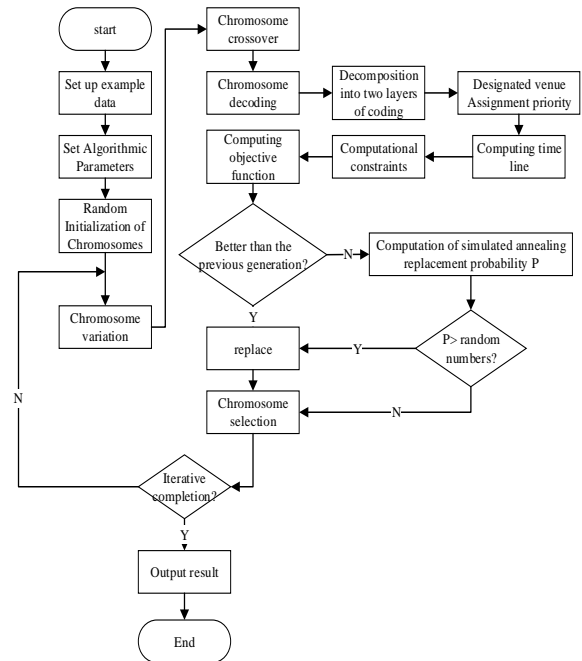 start
Set up example
data
Set Algorithmic
Parameters
Random
Initialization of
Chromosomes
Chromosome
variation
Chromosome
crossover
Chromosome
decoding
Decomposition
into two layers
of coding
Designated venue
Assignment priority
Computing time
line
Computational
constraints
Computing
objective
function
Better than the
previous generation?
N
Computation of simulated annealing
replacement probability P
Y
P> random
numbers?
Y
replace
N
Chromosome
selection
N
Iterative
completion?
Y
Output result
End